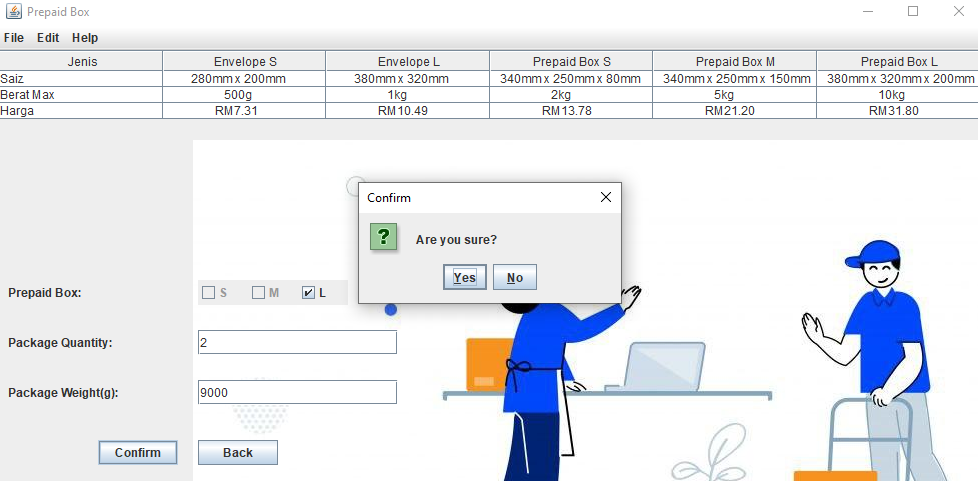 Prepaid Box
File Edit Help
Jenis Envelope S Envelope L Prepaid Box S Prepaid Box M Prepaid Box L
Saiz 280mm x 200mm 380mm x 320mm 340mm x 250mm x 80mm 340mm x 250mm x 150mm 380mm x 320mm x 200mm
Berat Max 500g 1kg 2kg 5kg 10kg
Harga RM7.31 RM10.49 RM13.78 RM21.20 RM31.80
Confirm
? Are you sure?
Yes No
Prepaid Box: S M L
Package Quantity: 2
Package Weight(g): 9000
Confirm Back